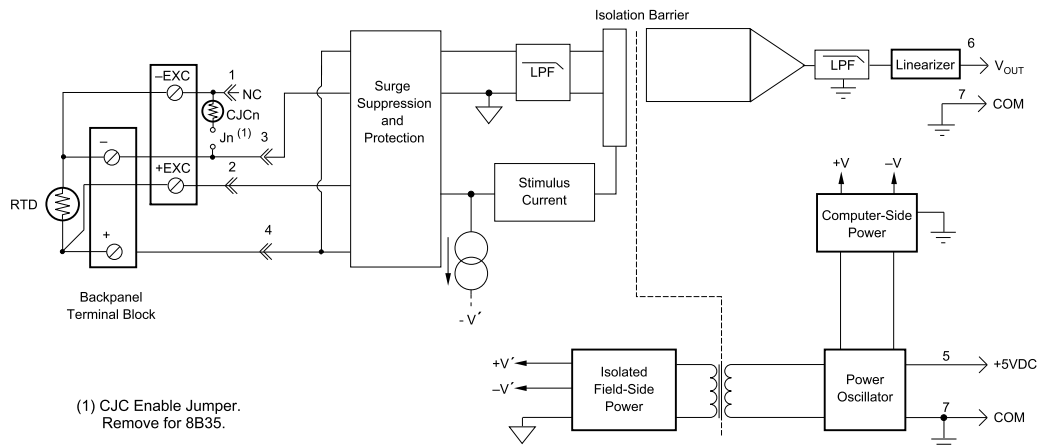 Isolation Barrier
–EXC
1
NC
CJCn
Jn (1)
3
–
+EXC
2
RTD
+
4
Backpanel
Terminal Block
Surge
Suppression
and
Protection
LPF
Stimulus
Current
- V´
LPF
Linearizer
6
VOUT
7
COM
+V
–V
Computer-Side
Power
+V´
–V´
Isolated
Field-Side
Power
Power
Oscillator
5
+5VDC
7
COM
(1) CJC Enable Jumper.
Remove for 8B35.